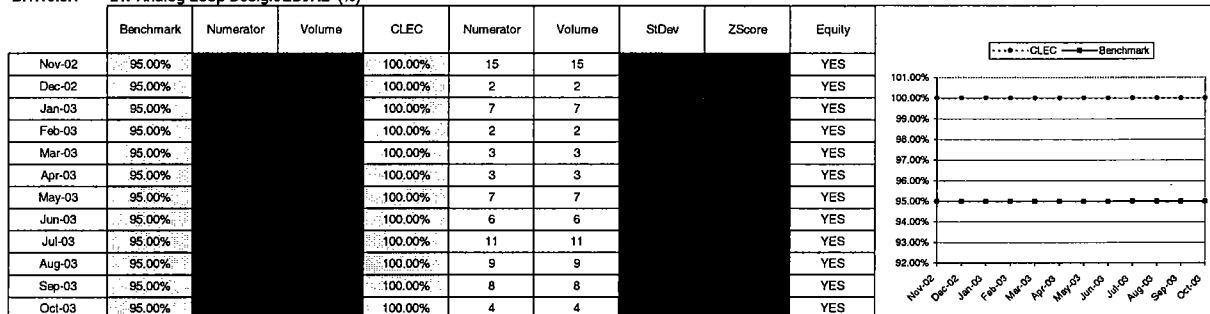 2W Analog Loop Design/AL (%)
Benchmark Numerator Volume CLEC Numerator Volume StDev ZScore Equity
Nov-02 95.00% 100.00% 15 15 YES
Dec-02 95.00% 100.00% 2 2 YES
Jan-03 95.00% 100.00% 7 7 YES
Feb-03 95.00% 100.00% 2 2 YES
Mar-03 95.00% 100.00% 3 3 YES
Apr-03 95.00% 100.00% 3 3 YES
May-03 95.00% 100.00% 7 7 YES
Jun-03 95.00% 100.00% 6 6 YES
Jul-03 95.00% 100.00% 11 11 YES
Aug-03 95.00% 100.00% 9 9 YES
Sep-03 95.00% 100.00% 8 8 YES
Oct-03 95.00% 100.00% 4 4 YES
CLEC Benchmark
101.00%
100.00%
99.00%
98.00%
97.00%
96.00%
95.00%
94.00%
93.00%
92.00%
Nov-02 Dec-02 Jan-03 Feb-03 Mar-03 Apr-03 May-03 Jun-03 Jul-03 Aug-03 Sep-03 Oct-03